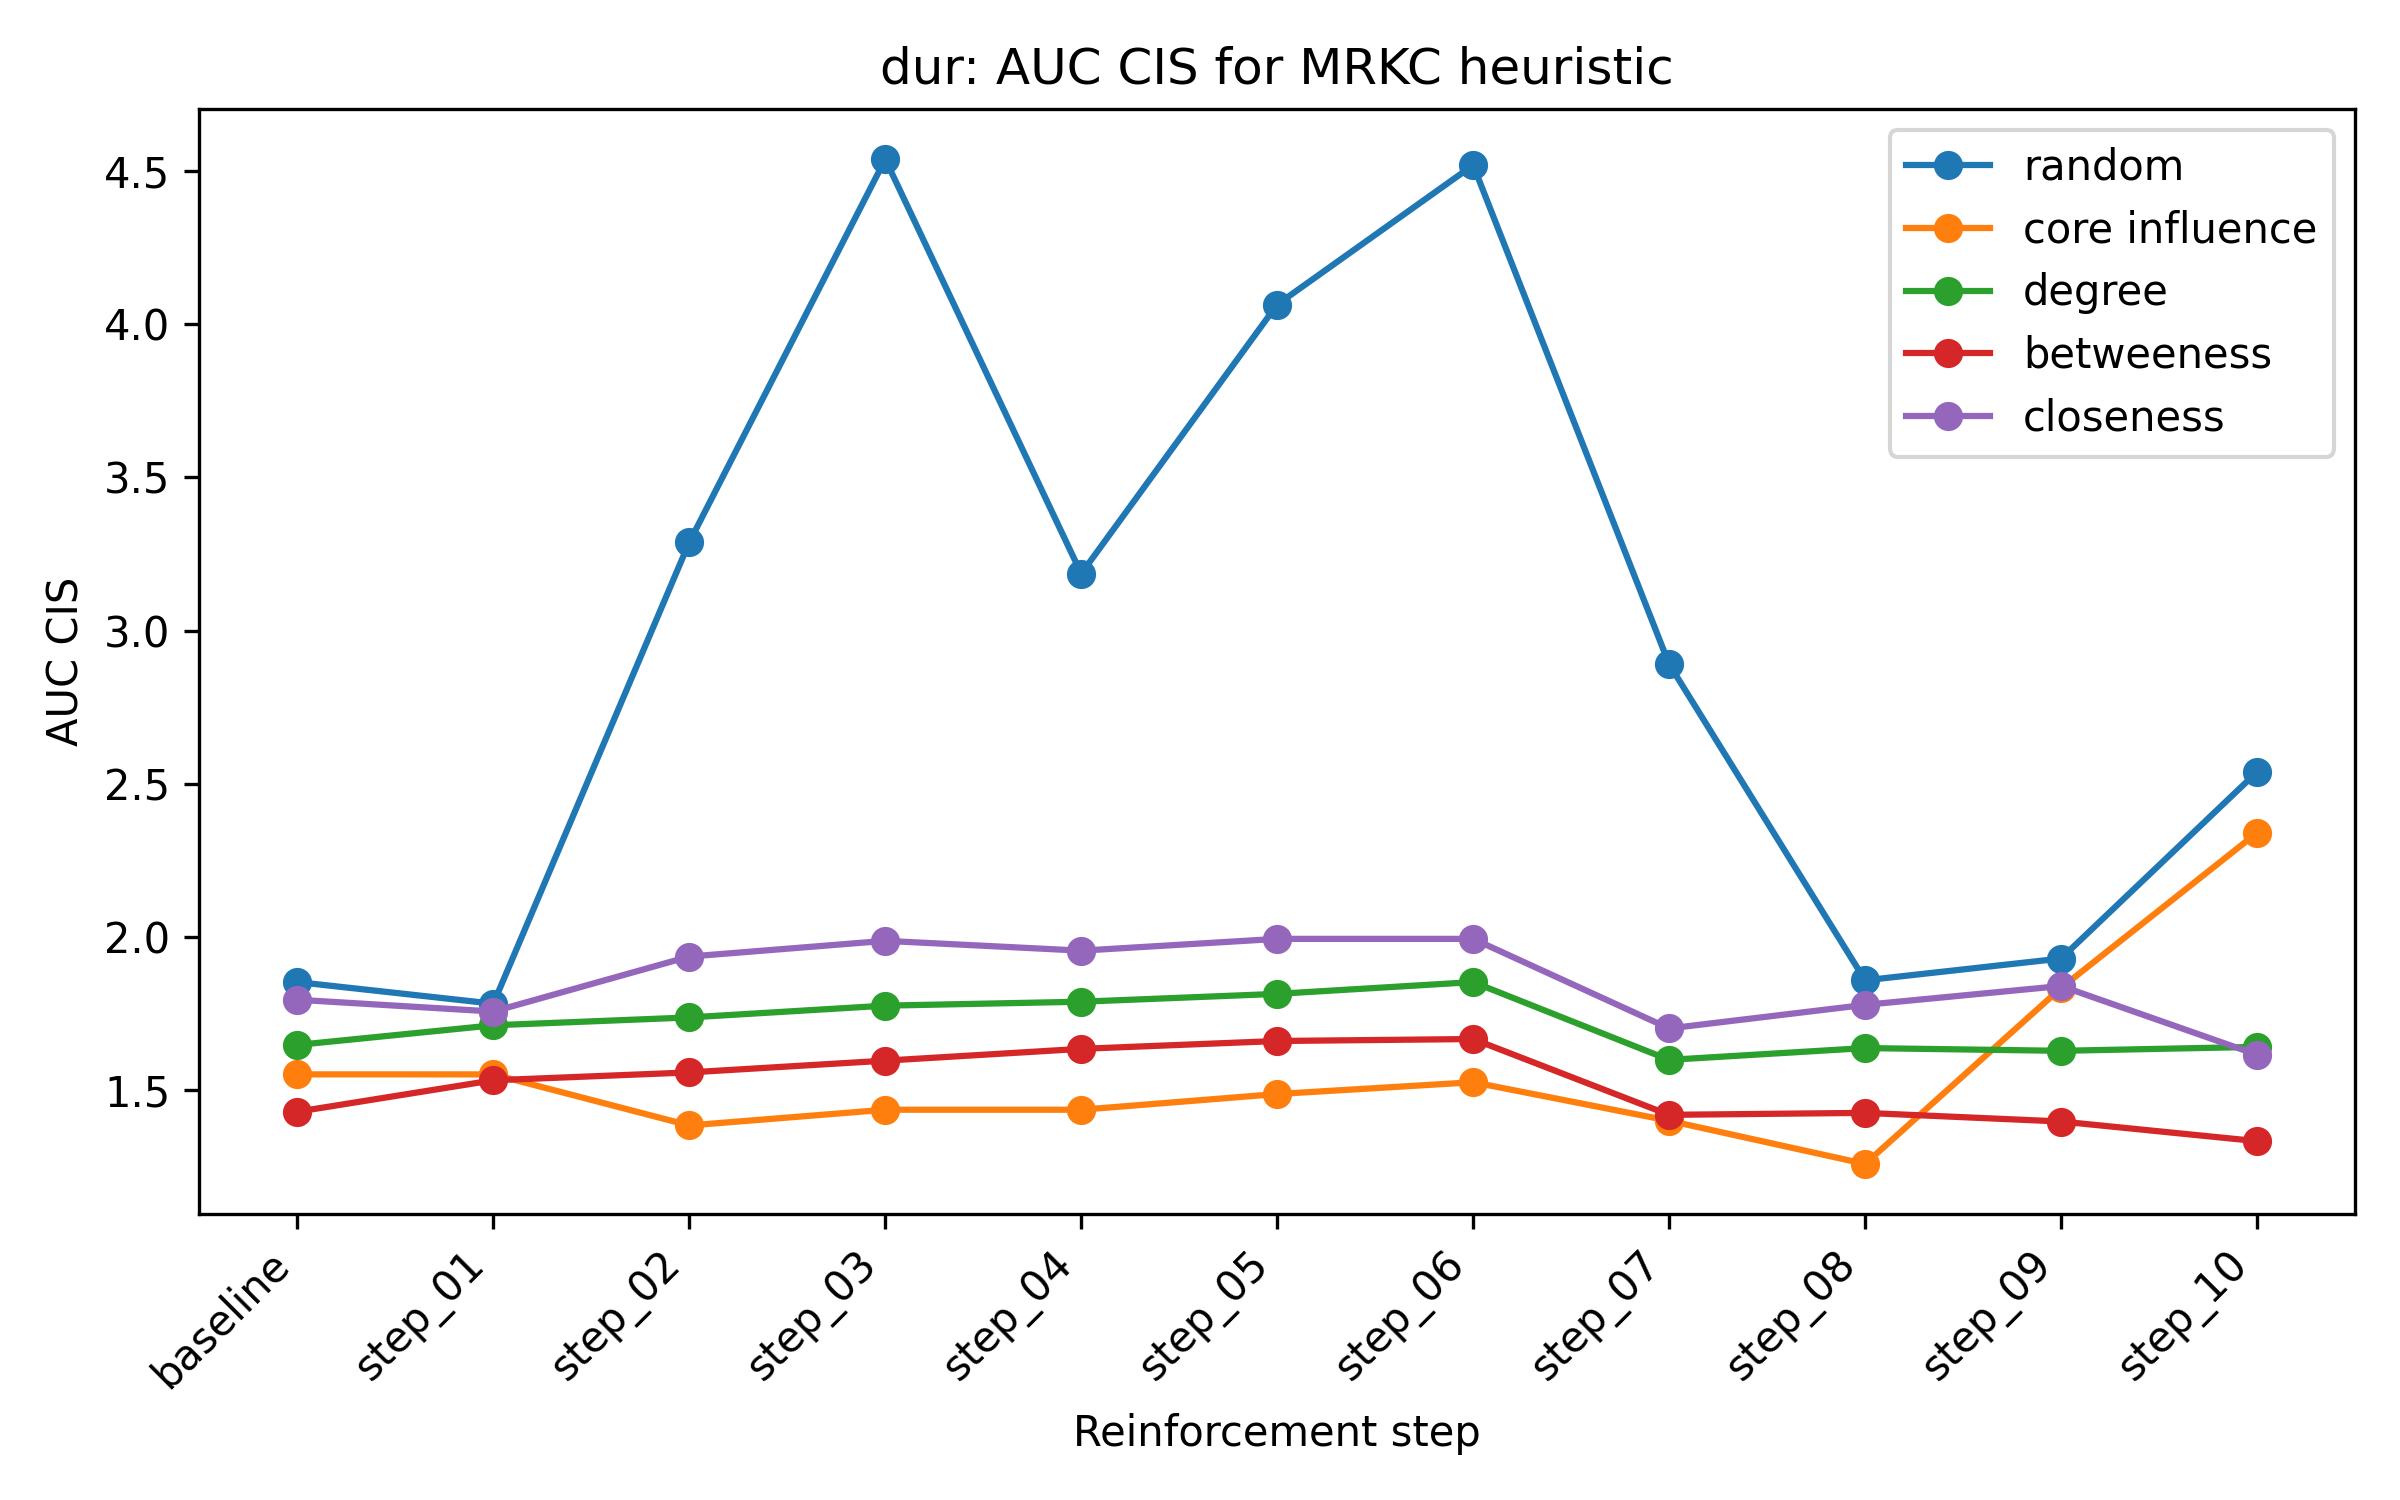 dur: AUC CIS for MRKC heuristic
4.5
4.0
3.5
3.0
2.5
2.0
1.5
AUC CIS
random
core influence
degree
betweeness
closeness
baseline
step_01
step_02
step_03
step_04
step_05
step_06
step_07
step_08
step_09
step_10
Reinforcement step